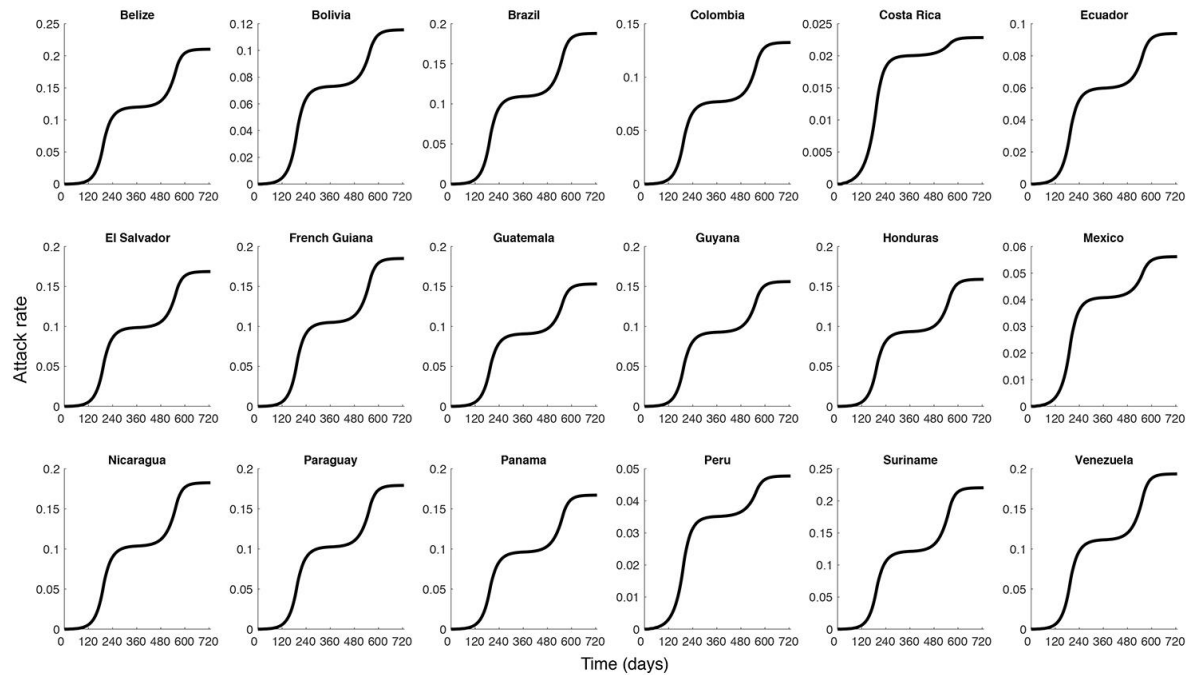 Belize Bolivia Brazil Colombia Costa Rica Ecuador
0.25 0.12 0.2 0.15 0.025 0.1
0.2 0.1 0.15 0.1 0.02 0.08
0.15 0.08 0.1 0.05 0.015 0.06
0.1 0.06 0.05 0 0.01 0.04
0.05 0.04 0 0.005 0.02
0 0.02 0 0
0
0 120 240 360 480 600 720 0 120 240 360 480 600 720 0 120 240 360 480 600 720 0 120 240 360 480 600 720 0 120 240 360 480 600 720 0 120 240 360 480 600 720
El Salvador French Guiana Guatemala Guyana Honduras Mexico
0.2 0.2 0.2 0.2 0.2 0.06
0.15 0.15 0.15 0.15 0.15 0.05
0.1 0.1 0.1 0.1 0.1 0.04
0.05 0.05 0.05 0.05 0.05 0.03
0 0 0 0 0 0.02
0.01
0
0 120 240 360 480 600 720 0 120 240 360 480 600 720 0 120 240 360 480 600 720 0 120 240 360 480 600 720 0 120 240 360 480 600 720 0 120 240 360 480 600 720
Attack rate
Nicaragua Paraguay Panama Peru Suriname Venezuela
0.2 0.2 0.2 0.05 0.25 0.2
0.15 0.15 0.15 0.04 0.2 0.15
0.1 0.1 0.1 0.03 0.15 0.1
0.05 0.05 0.05 0.02 0.1 0.05
0 0 0 0.01 0.05 0
0 0
0 120 240 360 480 600 720 0 120 240 360 480 600 720 0 120 240 360 480 600 720 0 120 240 360 480 600 720 0 120 240 360 480 600 720 0 120 240 360 480 600 720
Time (days)